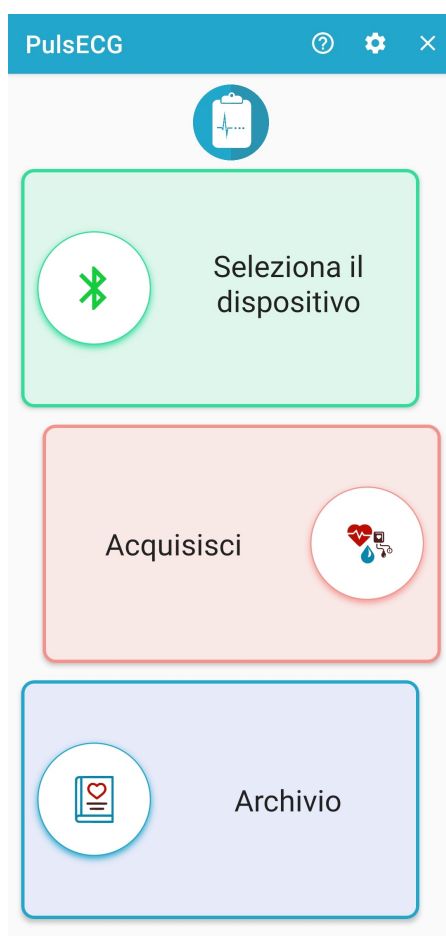 PulsECG
Seleziona il
dispositivo
Acquisisci
Archivio